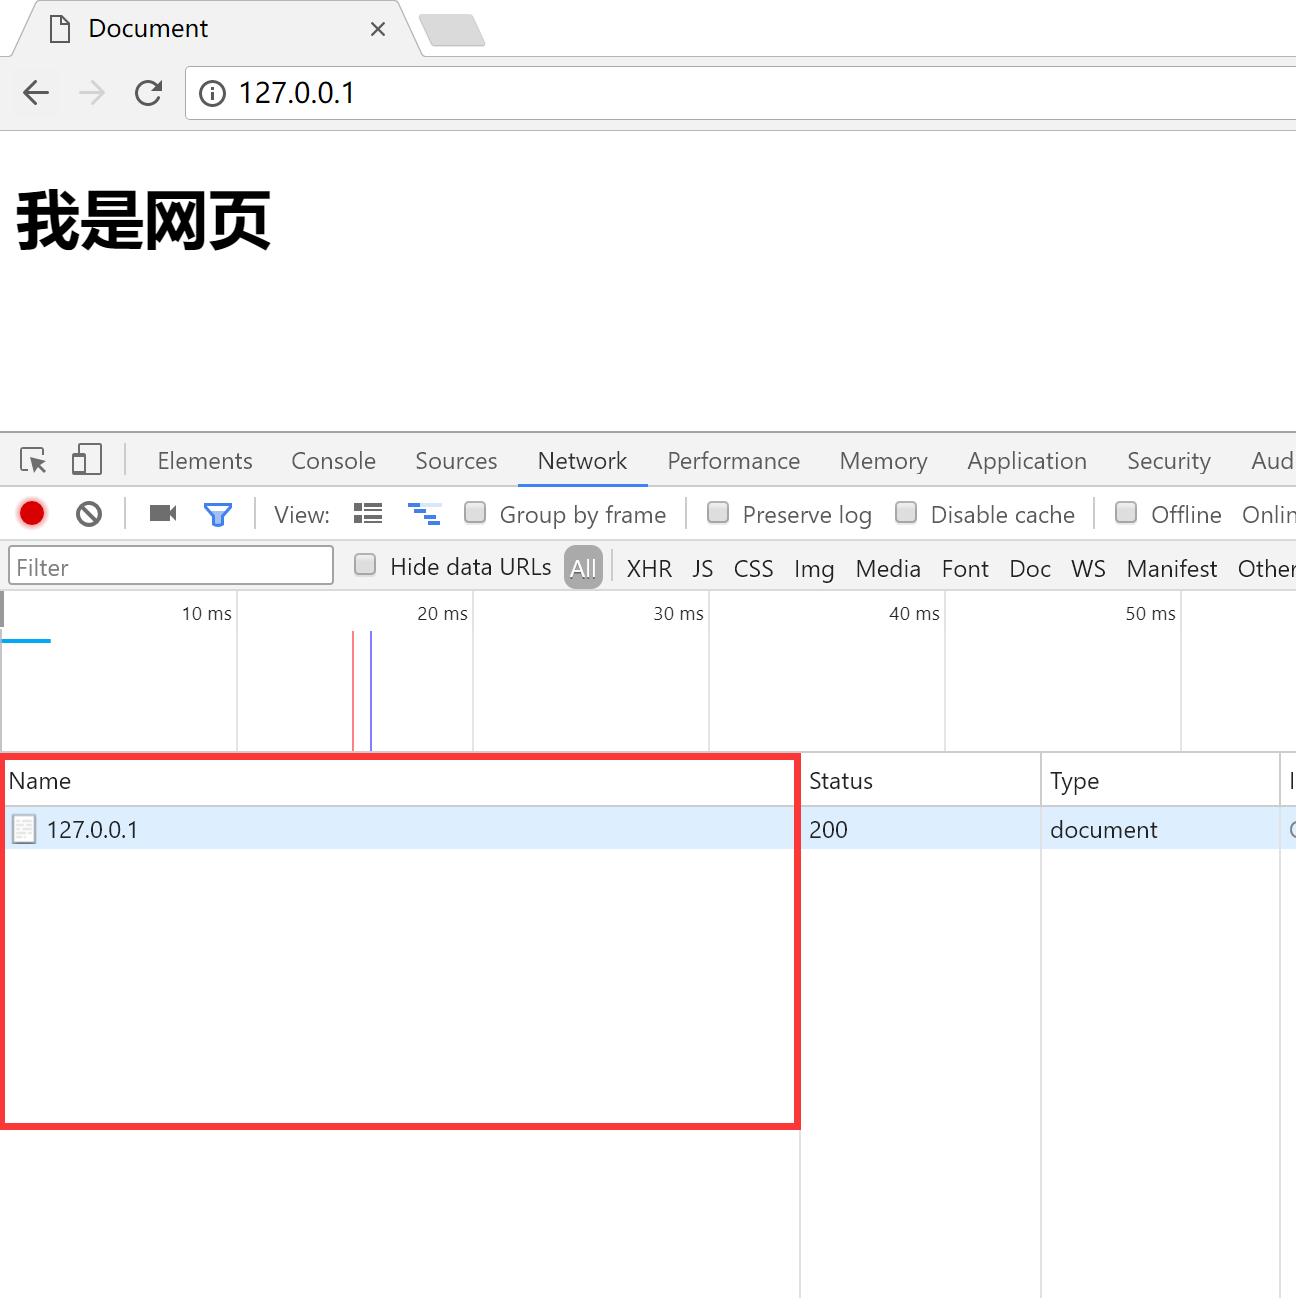 Document
127.0.0.1
我是网页
Elements Console Sources Network Performance Memory Application Security Aud
View: Group by frame Preserve log Disable cache Offline Onlin
Filter Hide data URLs All XHR JS CSS Img Media Font Doc WS Manifest Other
10 ms 20 ms 30 ms 40 ms 50 ms
Name Status Type
127.0.0.1 200 document